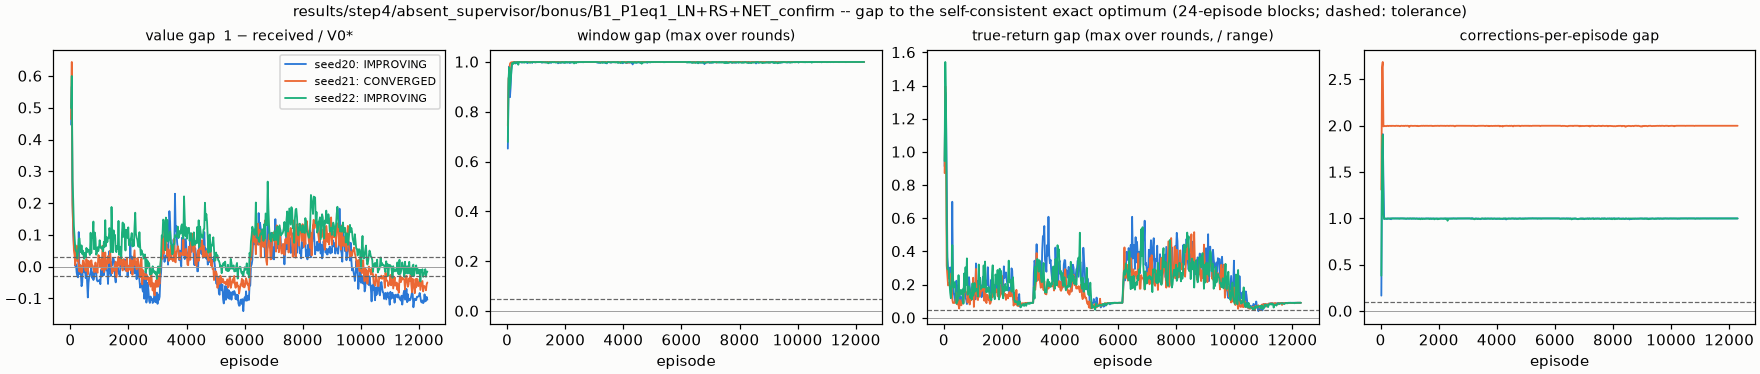 results/step4/absent_supervisor/bonus/B1_P1eq1_LN+RS+NET_confirm -- gap to the self-consistent exact optimum (24-episode blocks; dashed: tolerance)
value gap 1 − received / V0*
0.6
0.5
0.4
0.3
0.2
0.1
0.0
−0.1
seed20: IMPROVING
seed21: CONVERGED
seed22: IMPROVING
0 2000 4000 6000 8000 10000 12000
episode
window gap (max over rounds)
1.0
0.8
0.6
0.4
0.2
0.0
0 2000 4000 6000 8000 10000 12000
episode
true-return gap (max over rounds, / range)
1.6
1.4
1.2
1.0
0.8
0.6
0.4
0.2
0.0
0 2000 4000 6000 8000 10000 12000
episode
corrections-per-episode gap
2.5
2.0
1.5
1.0
0.5
0.0
0 2000 4000 6000 8000 10000 12000
episode